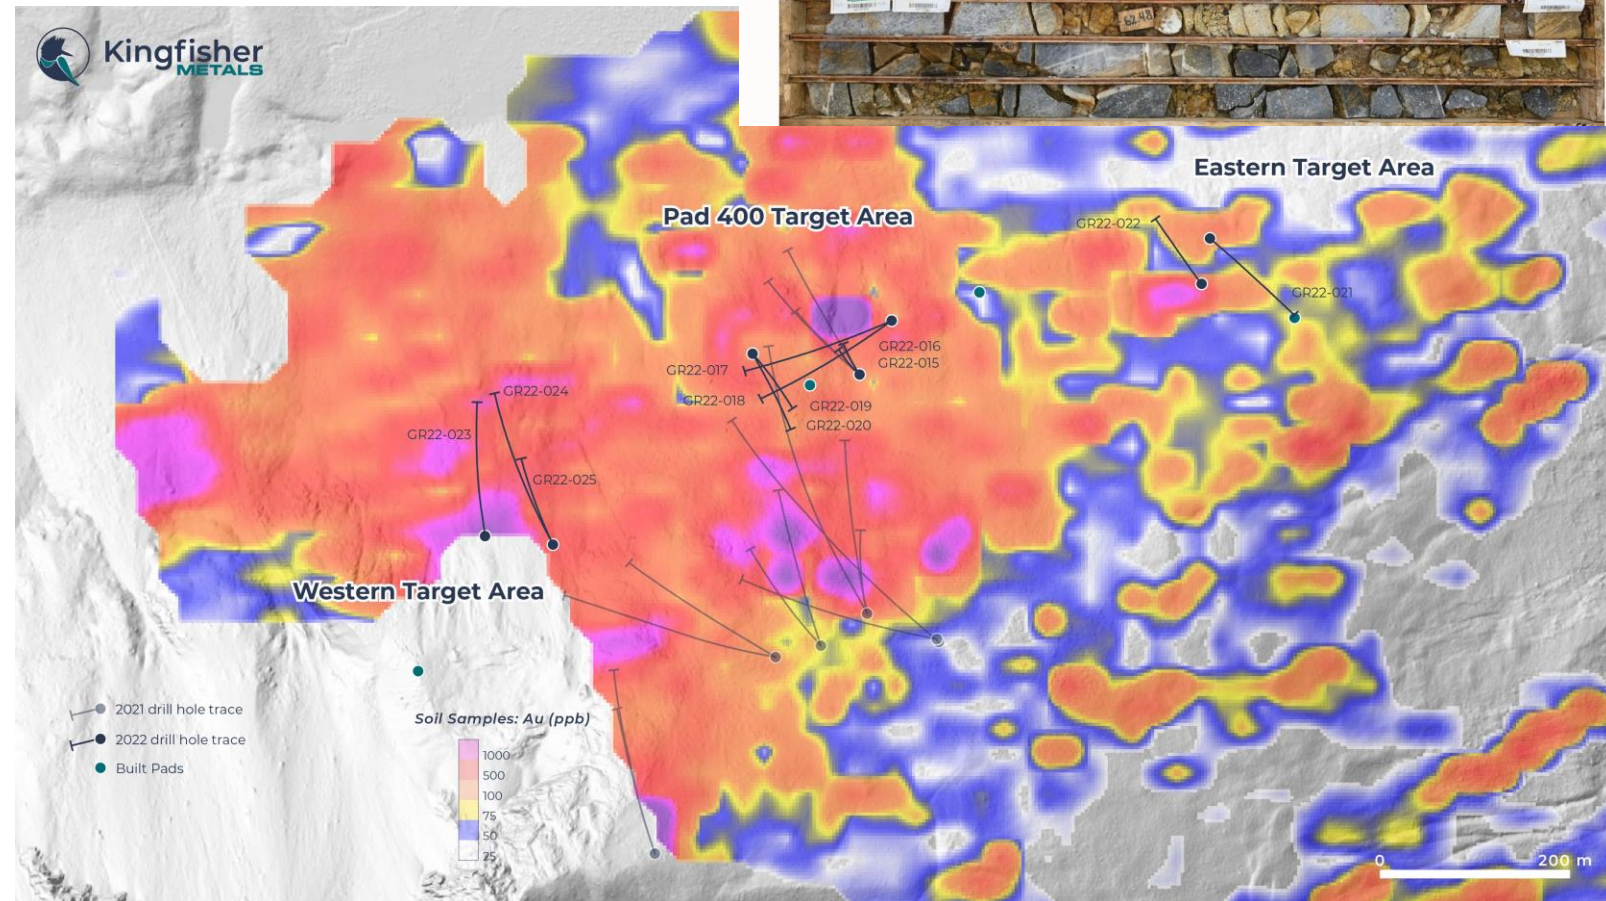 Kingfisher
METALS
6248
Eastern Target Area
Pad 400 Target Area
GR22-022
GR22-021
GR22-016
GR22-015
GR22-017
GR22-018
GR22-019
GR22-020
GR22-024
GR22-023
GR22-025
Western Target Area
2021 drill hole trace
2022 drill hole trace
Built Pads
Soil Samples: Au (ppb)
1000
500
100
75
50
25
0
200 m